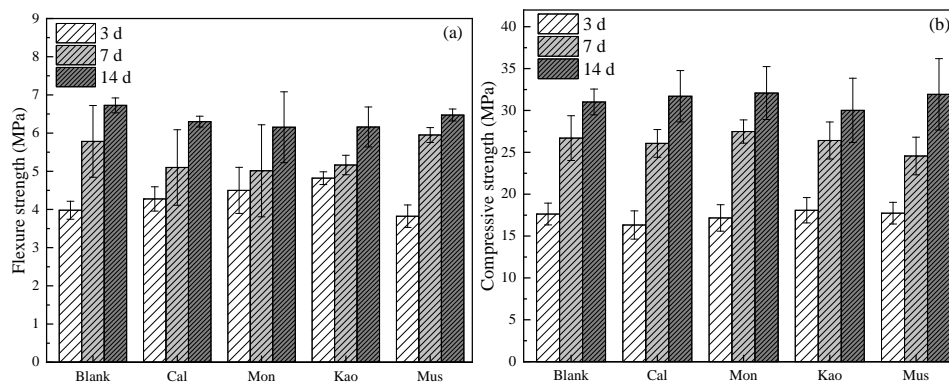 (a)
3 d
7 d
14 d
Flexure strength (MPa)
9
8
7
6
5
4
3
2
1
0
Blank Cal Mon Kao Mus
(b)
3 d
7 d
14 d
Compressive strength (MPa)
40
35
30
25
20
15
10
5
0
Blank Cal Mon Kao Mus